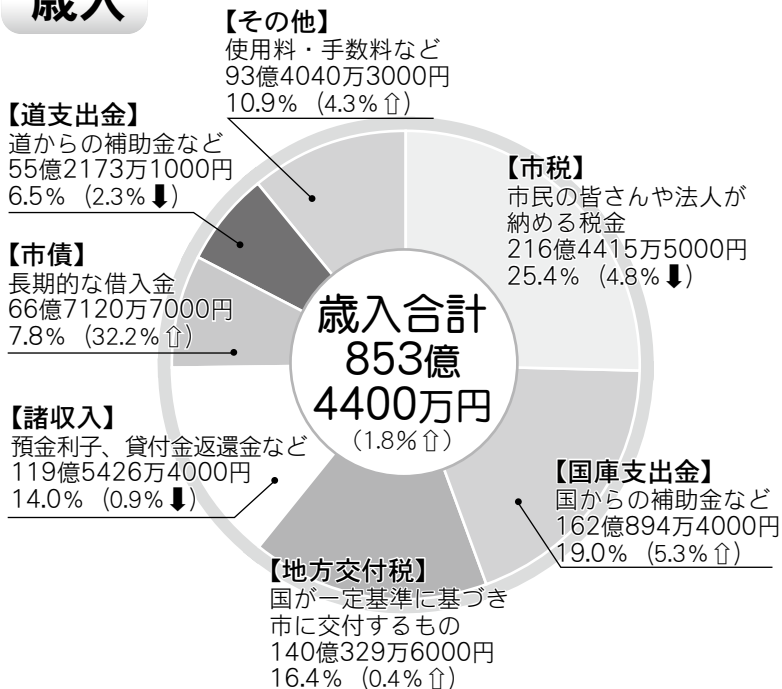 歳入
【その他】
使用料・手数料など
93億4040万3000円
10.9% (4.3%⇧)
【道支出金】
道からの補助金など
55億2173万1000円
6.5% (2.3%⬇)
【市債】
長期的な借入金
66億7120万7000円
7.8% (32.2%⇧)
【諸収入】
預金利子、貸付金返還金など
119億5426万4000円
14.0% (0.9%⬇)
【市税】
市民の皆さんや法人が
納める税金
216億4415万5000円
25.4% (4.8%⬇)
歳入合計
853億
4400万円
(1.8%⇧)
【国庫支出金】
国からの補助金など
162億894万4000円
19.0% (5.3%⇧)
【地方交付税】
国が一定基準に基づき
市に交付するもの
140億329万6000円
16.4% (0.4%⇧)